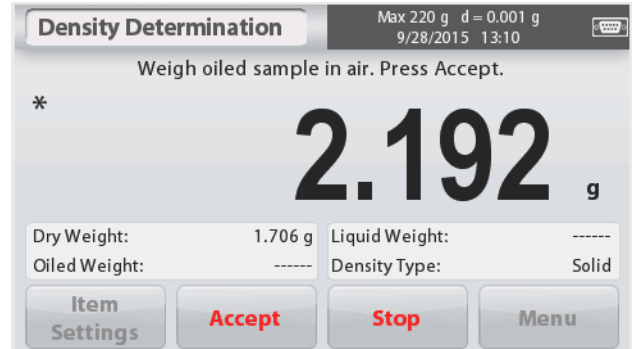 Density Determination
Max 220 g d = 0.001 g
9/28/2015 13:10
Weigh oiled sample in air. Press Accept.
*
2.192 g
Dry Weight: 1.706 g Liquid Weight: ------
Oiled Weight: ------ Density Type: Solid
Item Settings
Accept
Stop
Menu